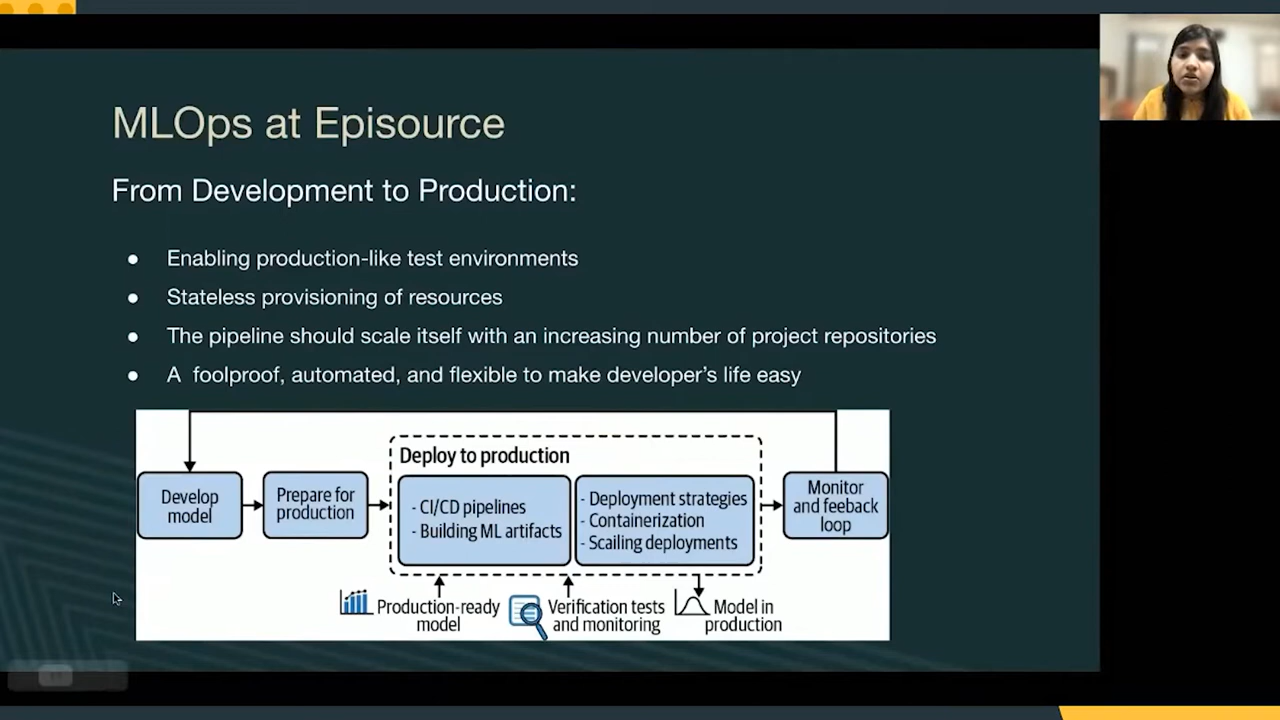 MLOps at Episource
From Development to Production:
● Enabling production-like test environments
● Stateless provisioning of resources
● The pipeline should scale itself with an increasing number of project repositories
● A foolproof, automated, and flexible to make developer's life easy
Develop
model
Prepare for
production
Deploy to production
- CI/CD pipelines
- Building ML artifacts
- Deployment strategies
- Containerization
- Scailing deployments
Monitor
and feeback
loop
Production-ready
model
Verification tests
and monitoring
Model in
production